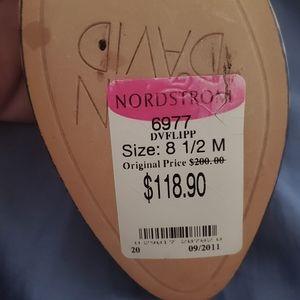 DAVID
NORDSTROM
6977
DVFLIPP
Size: 8 1/2 M
Original Price $200.00
$118.90
20 09/2011